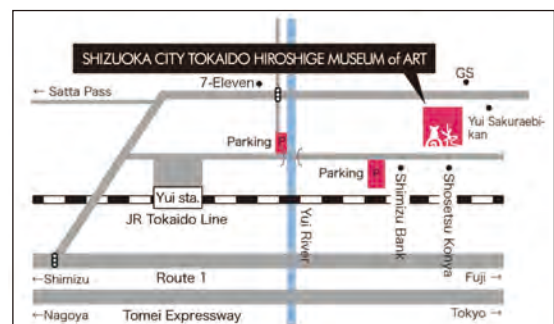 SHIZUOKA CITY TOKAIDO HIROSHIGE MUSEUM of ART
7-Eleven
GS
← Satta Pass
Yui Sakuraebi-
kan
Parking P
Parking P
Yui sta.
JR Tokaido Line
Yui River
Shimizu Bank
Shosetsu Konya
←Shimizu
Route 1
Fuji →
←Nagoya
Tomei Expressway
Tokyo →